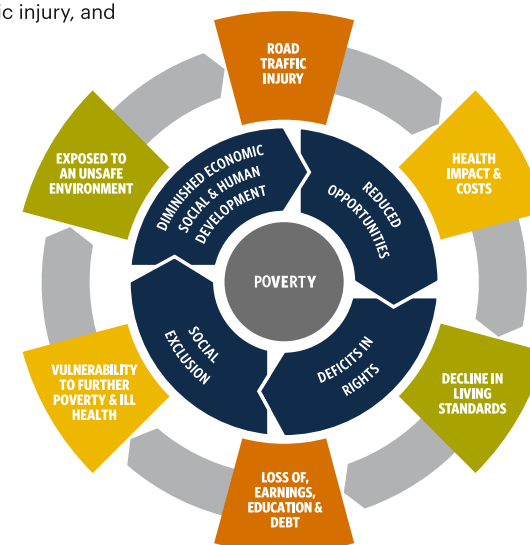 ic injury, and
ROAD
TRAFFIC
INJURY
HEALTH
IMPACT &
COSTS
DECLINE IN
LIVING
STANDARDS
LOSS OF,
EARNINGS,
EDUCATION &
DEBT
VULNERABILITY
TO FURTHER
POVERTY & ILL
HEALTH
EXPOSED TO
AN UNSAFE
ENVIRONMENT
DIMINISHED ECONOMIC
SOCIAL & HUMAN
DEVELOPMENT
REDUCED
OPPORTUNITIES
DEFICITS IN
RIGHTS
SOCIAL
EXCLUSION
POVERTY